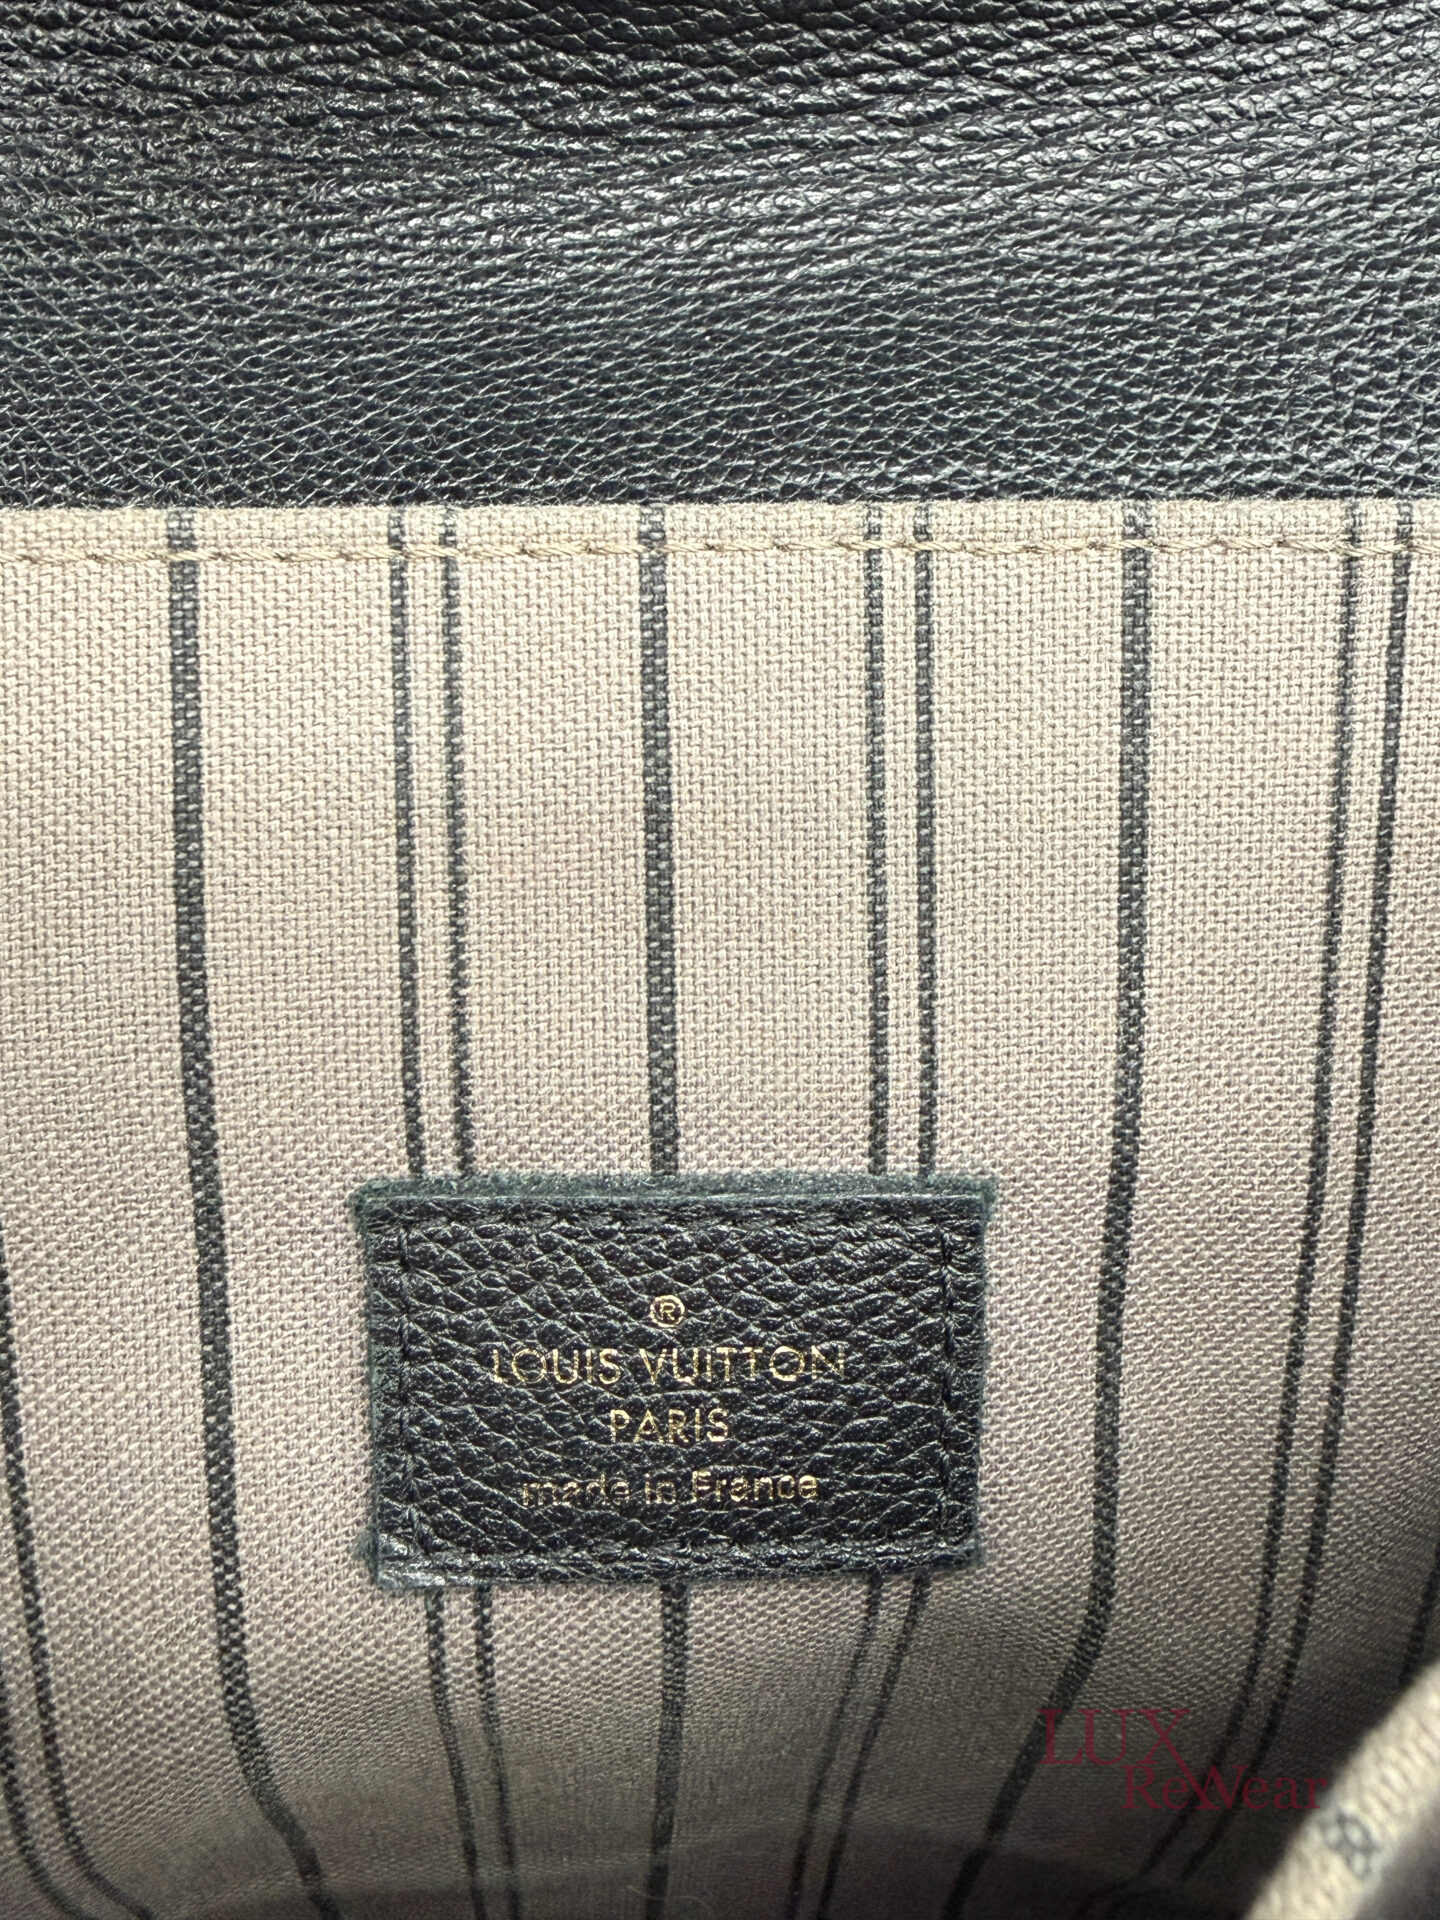 ®
LOUIS VUITTON
PARIS
made in France
LUX
ReWear